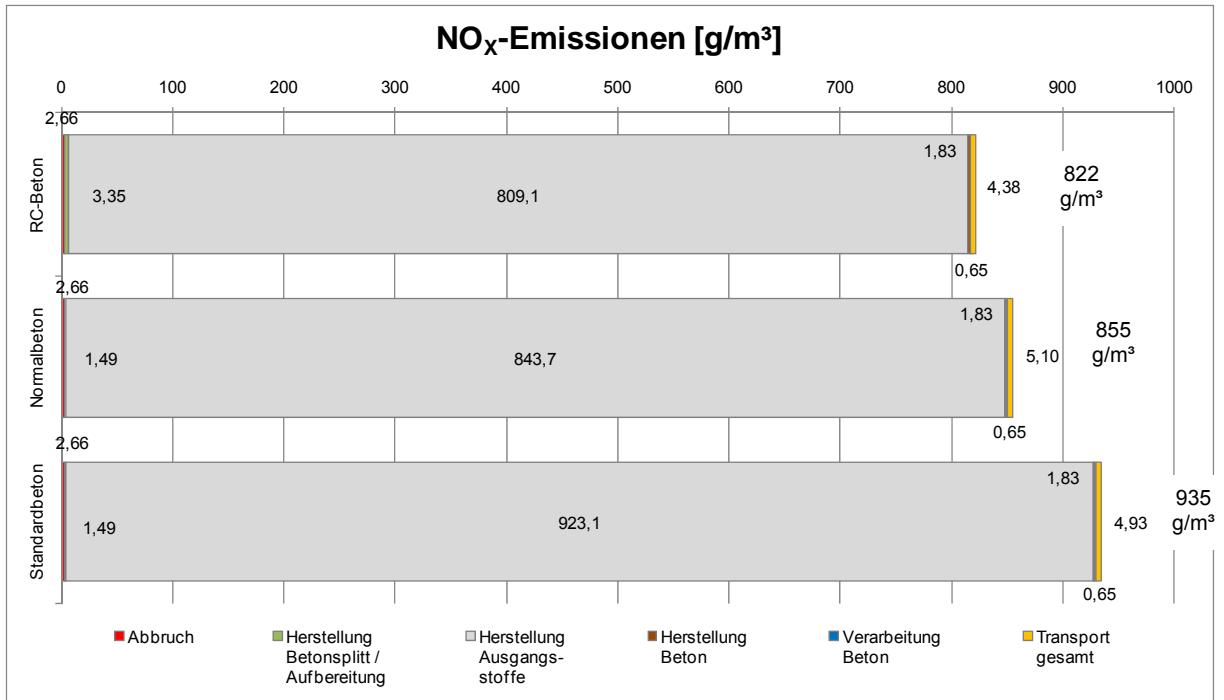 NOX-Emissionen [g/m³]
0 100 200 300 400 500 600 700 800 900 1000
RC-Beton
2,66
3,35
809,1
1,83
0,65
4,38
822
g/m³
Normalbeton
2,66
1,49
843,7
1,83
0,65
5,10
855
g/m³
Standardbeton
2,66
1,49
923,1
1,83
0,65
4,93
935
g/m³
Abbruch
Herstellung
Betonsplitt /
Aufbereitung
Herstellung
Ausgangs-
stoffe
Herstellung
Beton
Verarbeitung
Beton
Transport
gesamt